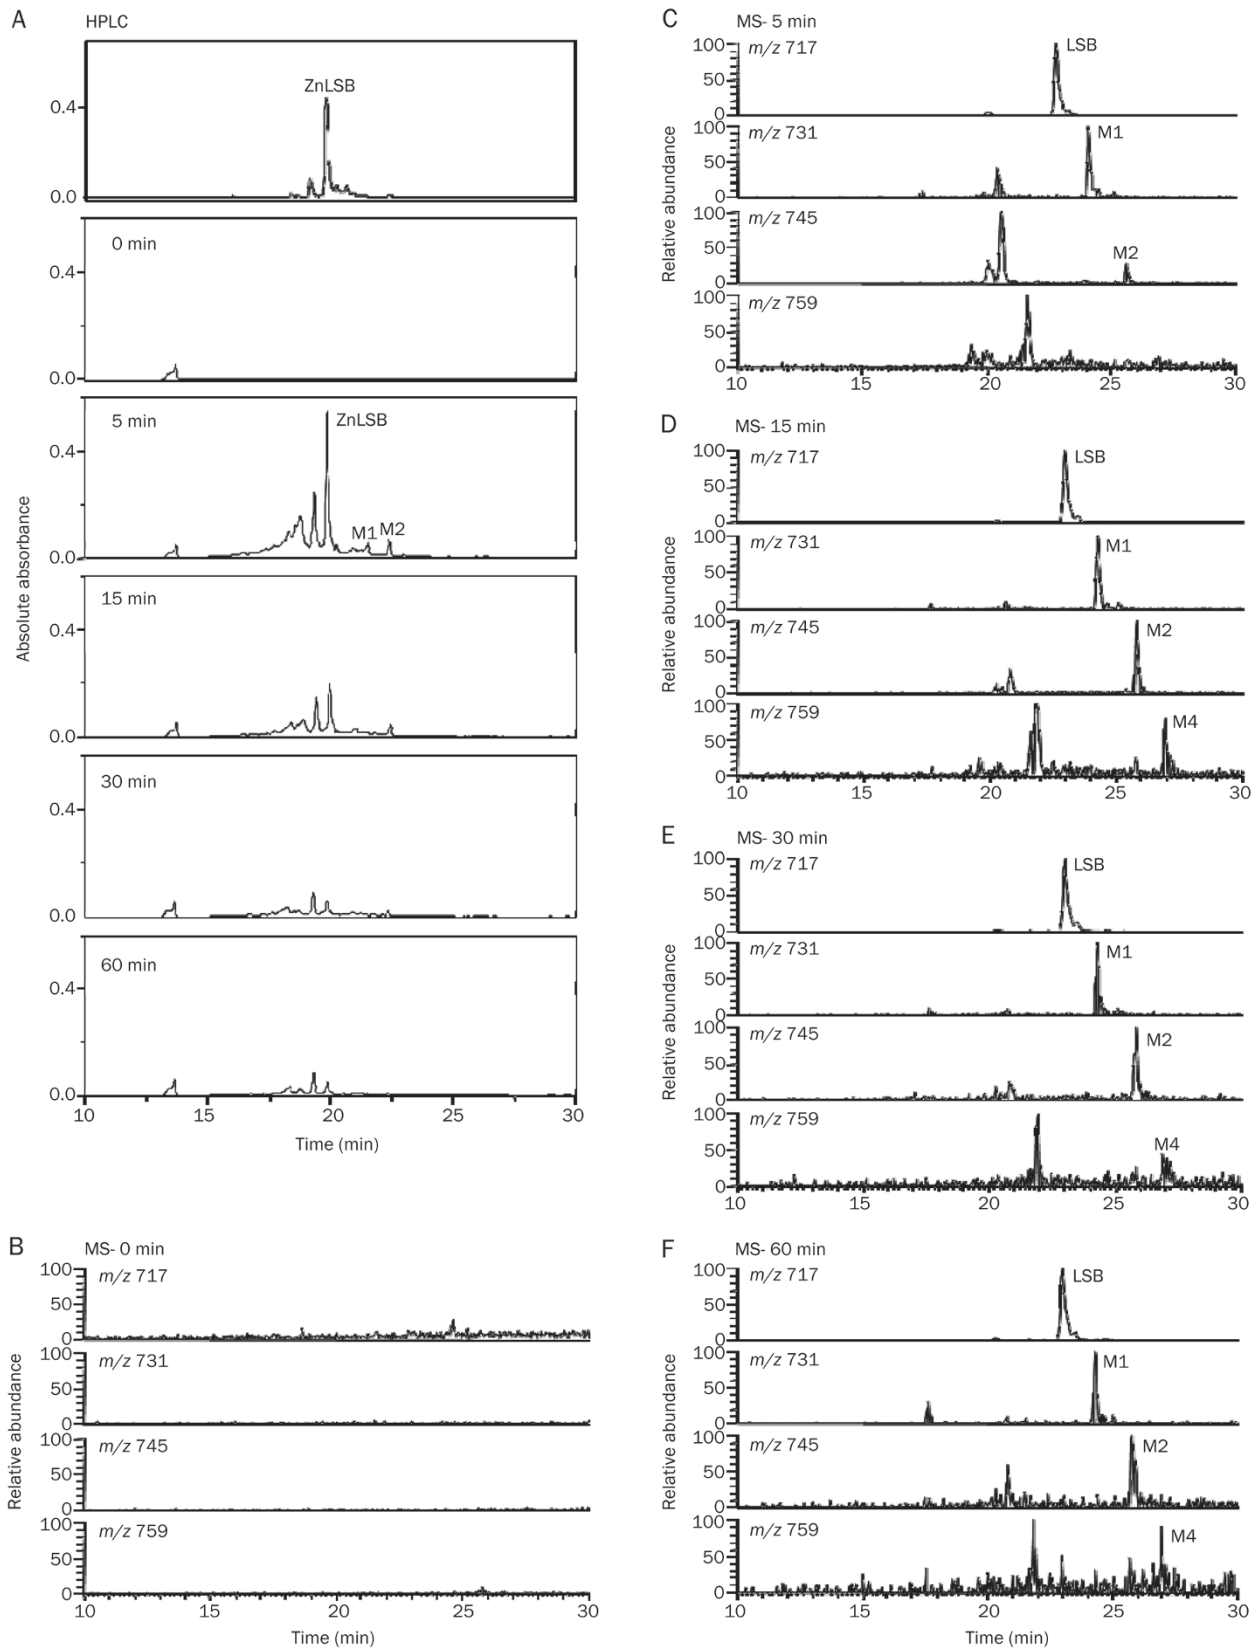 A
HPLC
ZnLSB
0.4
0.0
0 min
0.4
0.0
5 min
ZnLSB
0.4
M1 M2
0.0
15 min
0.4
0.0
30 min
0.4
0.0
60 min
0.4
0.0
10 15 20 25 30
Time (min)
Absolute absorbance
B
MS- 0 min
100
m/z 717
50
0
100
m/z 731
50
0
100
m/z 745
50
0
100
m/z 759
50
0
10 15 20 25 30
Time (min)
Relative abundance
C
MS- 5 min
100
m/z 717
LSB
50
0
100
m/z 731
M1
50
0
100
m/z 745
50
M2
0
100
m/z 759
50
0
10 15 20 25 30
Relative abundance
D
MS- 15 min
100
m/z 717
LSB
50
0
100
m/z 731
M1
50
0
100
m/z 745
M2
50
0
100
m/z 759
M4
50
0
10 15 20 25 30
Relative abundance
E
MS- 30 min
100
m/z 717
LSB
50
0
100
m/z 731
M1
50
0
100
m/z 745
M2
50
0
100
m/z 759
50
M4
0
10 15 20 25 30
Relative abundance
F
MS- 60 min
100
m/z 717
LSB
50
0
100
m/z 731
M1
50
0
100
m/z 745
M2
50
0
100
m/z 759
M4
50
0
10 15 20 25 30
Time (min)
Relative abundance